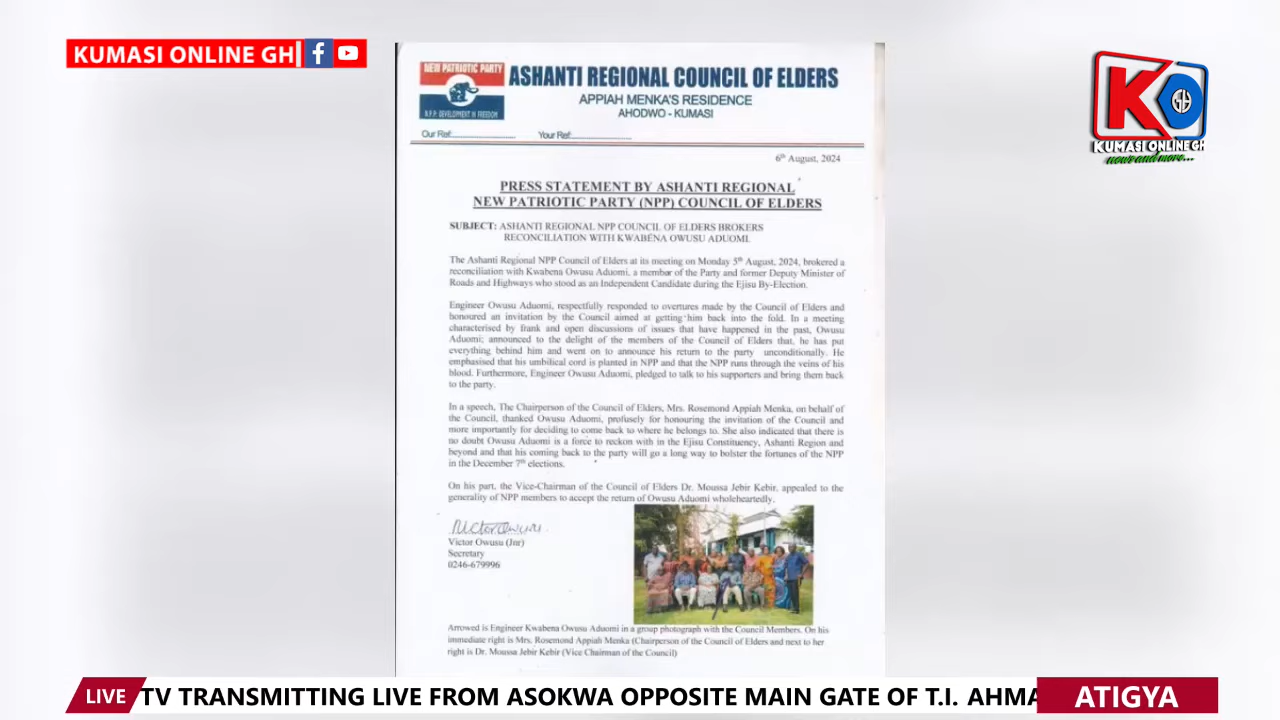 KUMASI ONLINE GH
KO
GH
KUMASI ONLINE GH
news and more...
NEW PATRIOTIC PARTY
N.P.P. DEVELOPMENT IN FREEDOM
ASHANTI REGIONAL COUNCIL OF ELDERS
APPIAH MENKA'S RESIDENCE
AHODWO - KUMASI
Our Ref:........................ Your Ref:........................
6th August, 2024
PRESS STATEMENT BY ASHANTI REGIONAL
NEW PATRIOTIC PARTY (NPP) COUNCIL OF ELDERS
SUBJECT: ASHANTI REGIONAL NPP COUNCIL OF ELDERS BROKERS
RECONCILIATION WITH KWABENA OWUSU ADUOMI.
The Ashanti Regional NPP Council of Elders at its meeting on Monday 5th August, 2024, brokered a
reconciliation with Kwabena Owusu Aduomi, a member of the Party and former Deputy Minister of
Roads and Highways who stood as an Independent Candidate during the Ejisu By-Election.
Engineer Owusu Aduomi, respectfully responded to overtures made by the Council of Elders and
honoured an invitation by the Council aimed at getting him back into the fold. In a meeting
characterised by frank and open discussions of issues that have happened in the past, Owusu
Aduomi; announced to the delight of the members of the Council of Elders that, he has put
everything behind him and went on to announce his return to the party unconditionally. He
emphasised that his umbilical cord is planted in NPP and that the NPP runs through the veins of his
blood. Furthermore, Engineer Owusu Aduomi, pledged to talk to his supporters and bring them back
to the party.
In a speech, The Chairperson of the Council of Elders, Mrs. Rosemond Appiah Menka, on behalf of
the Council, thanked Owusu Aduomi, profusely for honouring the invitation of the Council and
more importantly for deciding to come back to where he belongs to. She also indicated that there is
no doubt Owusu Aduomi is a force to reckon with in the Ejisu Constituency, Ashanti Region and
beyond and that his coming back to the party will go a long way to bolster the fortunes of the NPP
in the December 7th elections.
On his part, the Vice-Chairman of the Council of Elders Dr. Moussa Jebir Kebir, appealed to the
generality of NPP members to accept the return of Owusu Aduomi wholeheartedly.
Victor Owusu (Jnr)
Secretary
0246-679996
Arrowed is Engineer Kwabena Owusu Aduomi in a group photograph with the Council Members. On his
immediate right is Mrs. Rosemond Appiah Menka (Chairperson of the Council of Elders and next to her
right is Dr. Moussa Jebir Kebir (Vice Chairman of the Council)
LIVE TV TRANSMITTING LIVE FROM ASOKWA OPPOSITE MAIN GATE OF T.I. AHMA
ATIGYA